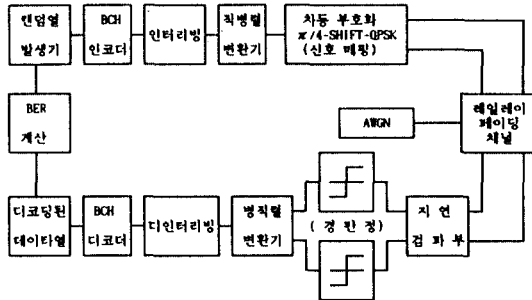 랜덤열
발생기
BCH
인코더
인터리빙
직병렬
변환기
차동 부호화
π/4-SHIFT-QPSK
(신호 매핑)
BER
계산
AWGN
레일레이
페이딩
채널
디코딩된
데이타열
BCH
디코더
디인터리빙
병직렬
변환기
( 경 판 정 )
지 연
검 파 부